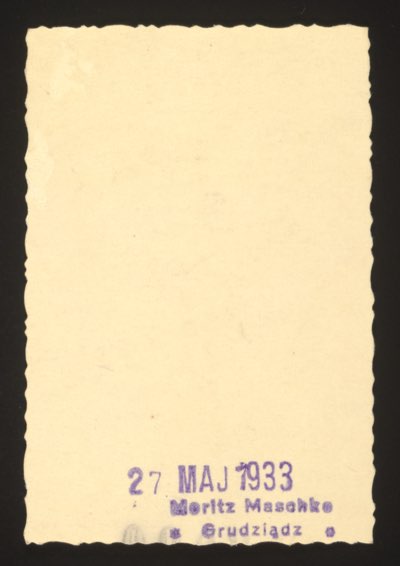 27 MAJ 1933
Moritz Maschke
* Grudziądz *